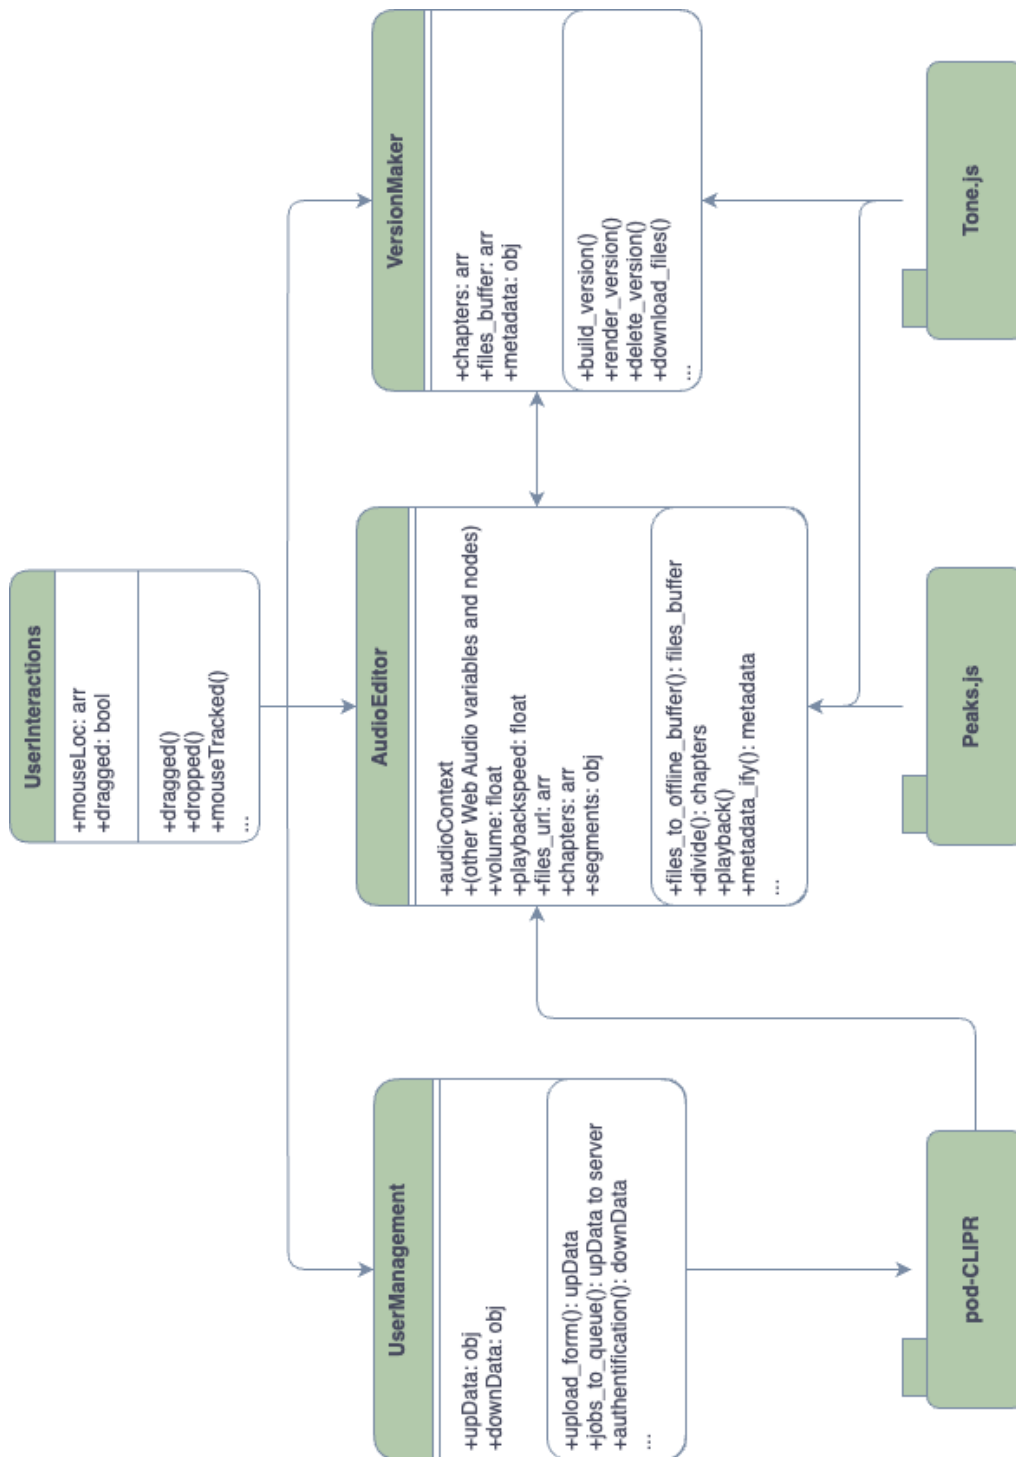 UserInteractions
+mouseLoc: arr
+dragged: bool
+dragged()
+dropped()
+mouseTracked()
...
UserManagement
+upData: obj
+downData: obj
+upload_form(): upData
+jobs_to_queue(): upData to server
+authentification(): downData
...
AudioEditor
+audioContext
+(other Web Audio variables and nodes)
+volume: float
+playbackspeed: float
+files_url: arr
+chapters: arr
+segments: obj
+files_to_offline_buffer(): files_buffer
+divide(): chapters
+playback()
+metadata_ify(): metadata
...
VersionMaker
+chapters: arr
+files_buffer: arr
+metadata: obj
+build_version()
+render_version()
+delete_version()
+download_files()
...
pod-CLIPR
Peaks.js
Tone.js